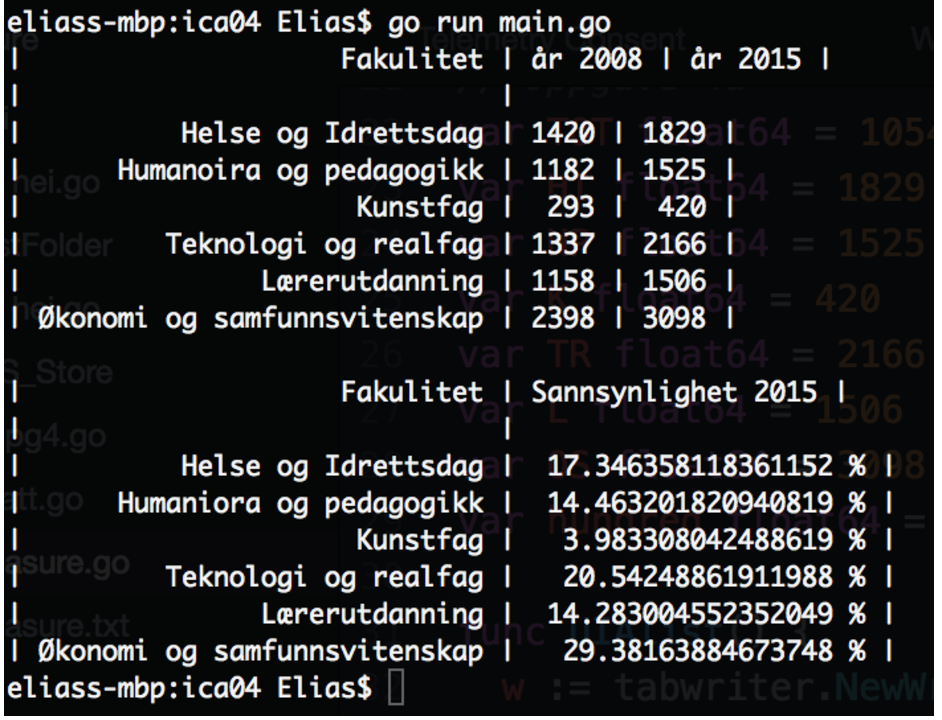 eliass-mbp:ica04 Elias$ go run main.go
| Fakulitet | år 2008 | år 2015 |
| |
| Helse og Idrettsdag | 1420 | 1829 |
| Humanoira og pedagogikk | 1182 | 1525 |
| Kunstfag | 293 | 420 |
| Teknologi og realfag | 1337 | 2166 |
| Lærerutdanning | 1158 | 1506 |
| Økonomi og samfunnsvitenskap | 2398 | 3098 |
| Fakulitet | Sannsynlighet 2015 |
| |
| Helse og Idrettsdag | 17.346358118361152 % |
| Humaniora og pedagogikk | 14.463201820940819 % |
| Kunstfag | 3.983308042488619 % |
| Teknologi og realfag | 20.54248861911988 % |
| Lærerutdanning | 14.283004552352049 % |
| Økonomi og samfunnsvitenskap | 29.38163884673748 % |
eliass-mbp:ica04 Elias$